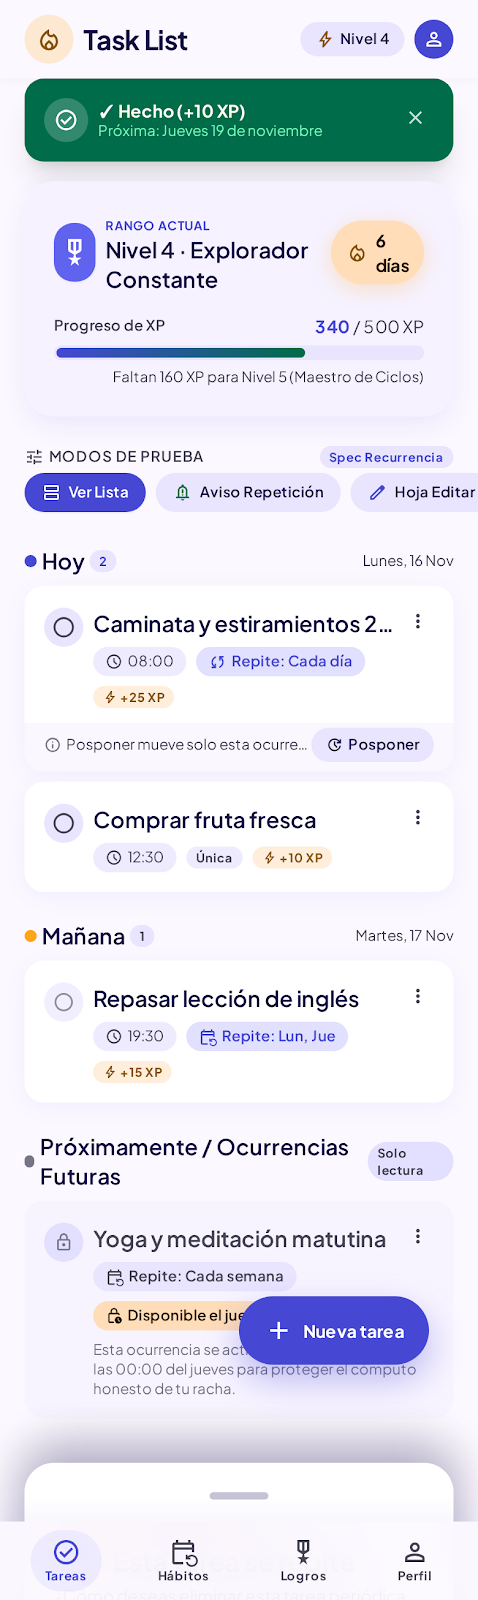 Task List
Nivel 4
✓ Hecho (+10 XP)
Próxima: Jueves 19 de noviembre
RANGO ACTUAL
Nivel 4 · Explorador
Constante
6
días
Progreso de XP
340 / 500 XP
Faltan 160 XP para Nivel 5 (Maestro de Ciclos)
MODOS DE PRUEBA
Spec Recurrencia
Ver Lista
Aviso Repetición
Hoja Editar
Hoy 2
Lunes, 16 Nov
Caminata y estiramientos 2...
08:00
Repite: Cada día
+25 XP
Posponer mueve solo esta ocurre...
Posponer
Comprar fruta fresca
12:30
Única
+10 XP
Mañana 1
Martes, 17 Nov
Repasar lección de inglés
19:30
Repite: Lun, Jue
+15 XP
Próximamente / Ocurrencias
Futuras
Solo
lectura
Yoga y meditación matutina
Repite: Cada semana
Disponible el
Nueva tarea
Esta ocurrencia se
las 00:00 del jueves para proteger el cómputo
honesto de tu racha.
Tareas
Hábitos
Logros
Perfil